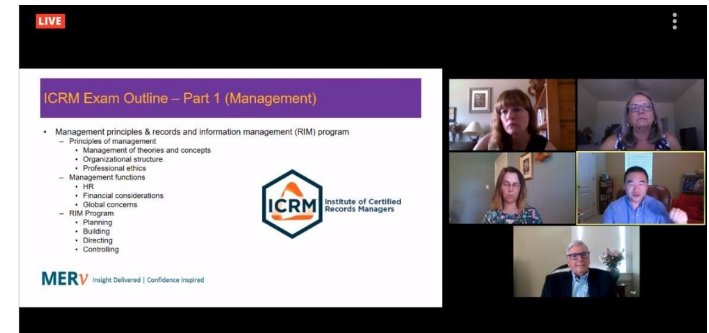 LIVE
ICRM Exam Outline – Part 1 (Management)
• Management principles & records and information management (RIM) program
– Principles of management
• Management of theories and concepts
• Organizational structure
• Professional ethics
– Management functions
• HR
• Financial considerations
• Global concerns
– RIM Program
• Planning
• Building
• Directing
• Controlling
ICRM
Institute of Certified
Records Managers
MERV Insight Delivered | Confidence Inspired